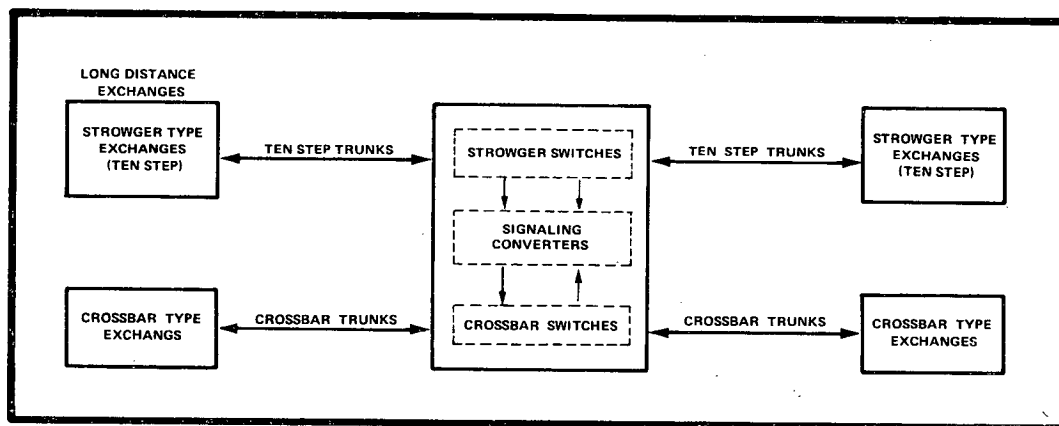 LONG DISTANCE
EXCHANGES
STROWGER TYPE
EXCHANGES
(TEN STEP)
TEN STEP TRUNKS
STROWGER SWITCHES
TEN STEP TRUNKS
STROWGER TYPE
EXCHANGES
(TEN STEP)
SIGNALING
CONVERTERS
CROSSBAR TYPE
EXCHANGS
CROSSBAR TRUNKS
CROSSBAR SWITCHES
CROSSBAR TRUNKS
CROSSBAR TYPE
EXCHANGES